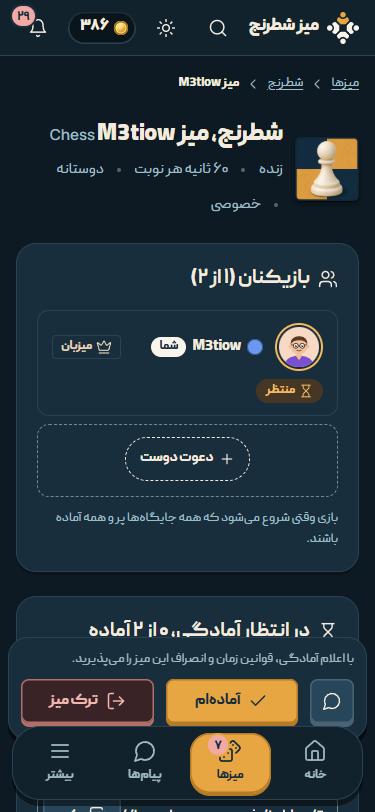 میز شطرنج
۳۸۶
۲۹
میزها
شطرنج
میز M3tiow
شطرنج، میز M3tiow Chess
زنده • ۶۰ ثانیه هر نوبت • دوستانه
• خصوصی
بازیکنان (۱ از ۲)
M3tiow شما
میزبان
منتظر
+ دعوت دوست
بازی وقتی شروع می‌شود که همه جایگاه‌ها پر و همه آماده
باشند.
در انتظار آمادگی، ۰ از ۲ آماده
با اعلام آمادگی، قوانین زمان و انصراف این میز را می‌پذیرید.
آماده‌ام
ترک میز
۷
خانه
میزها
پیام‌ها
بیشتر